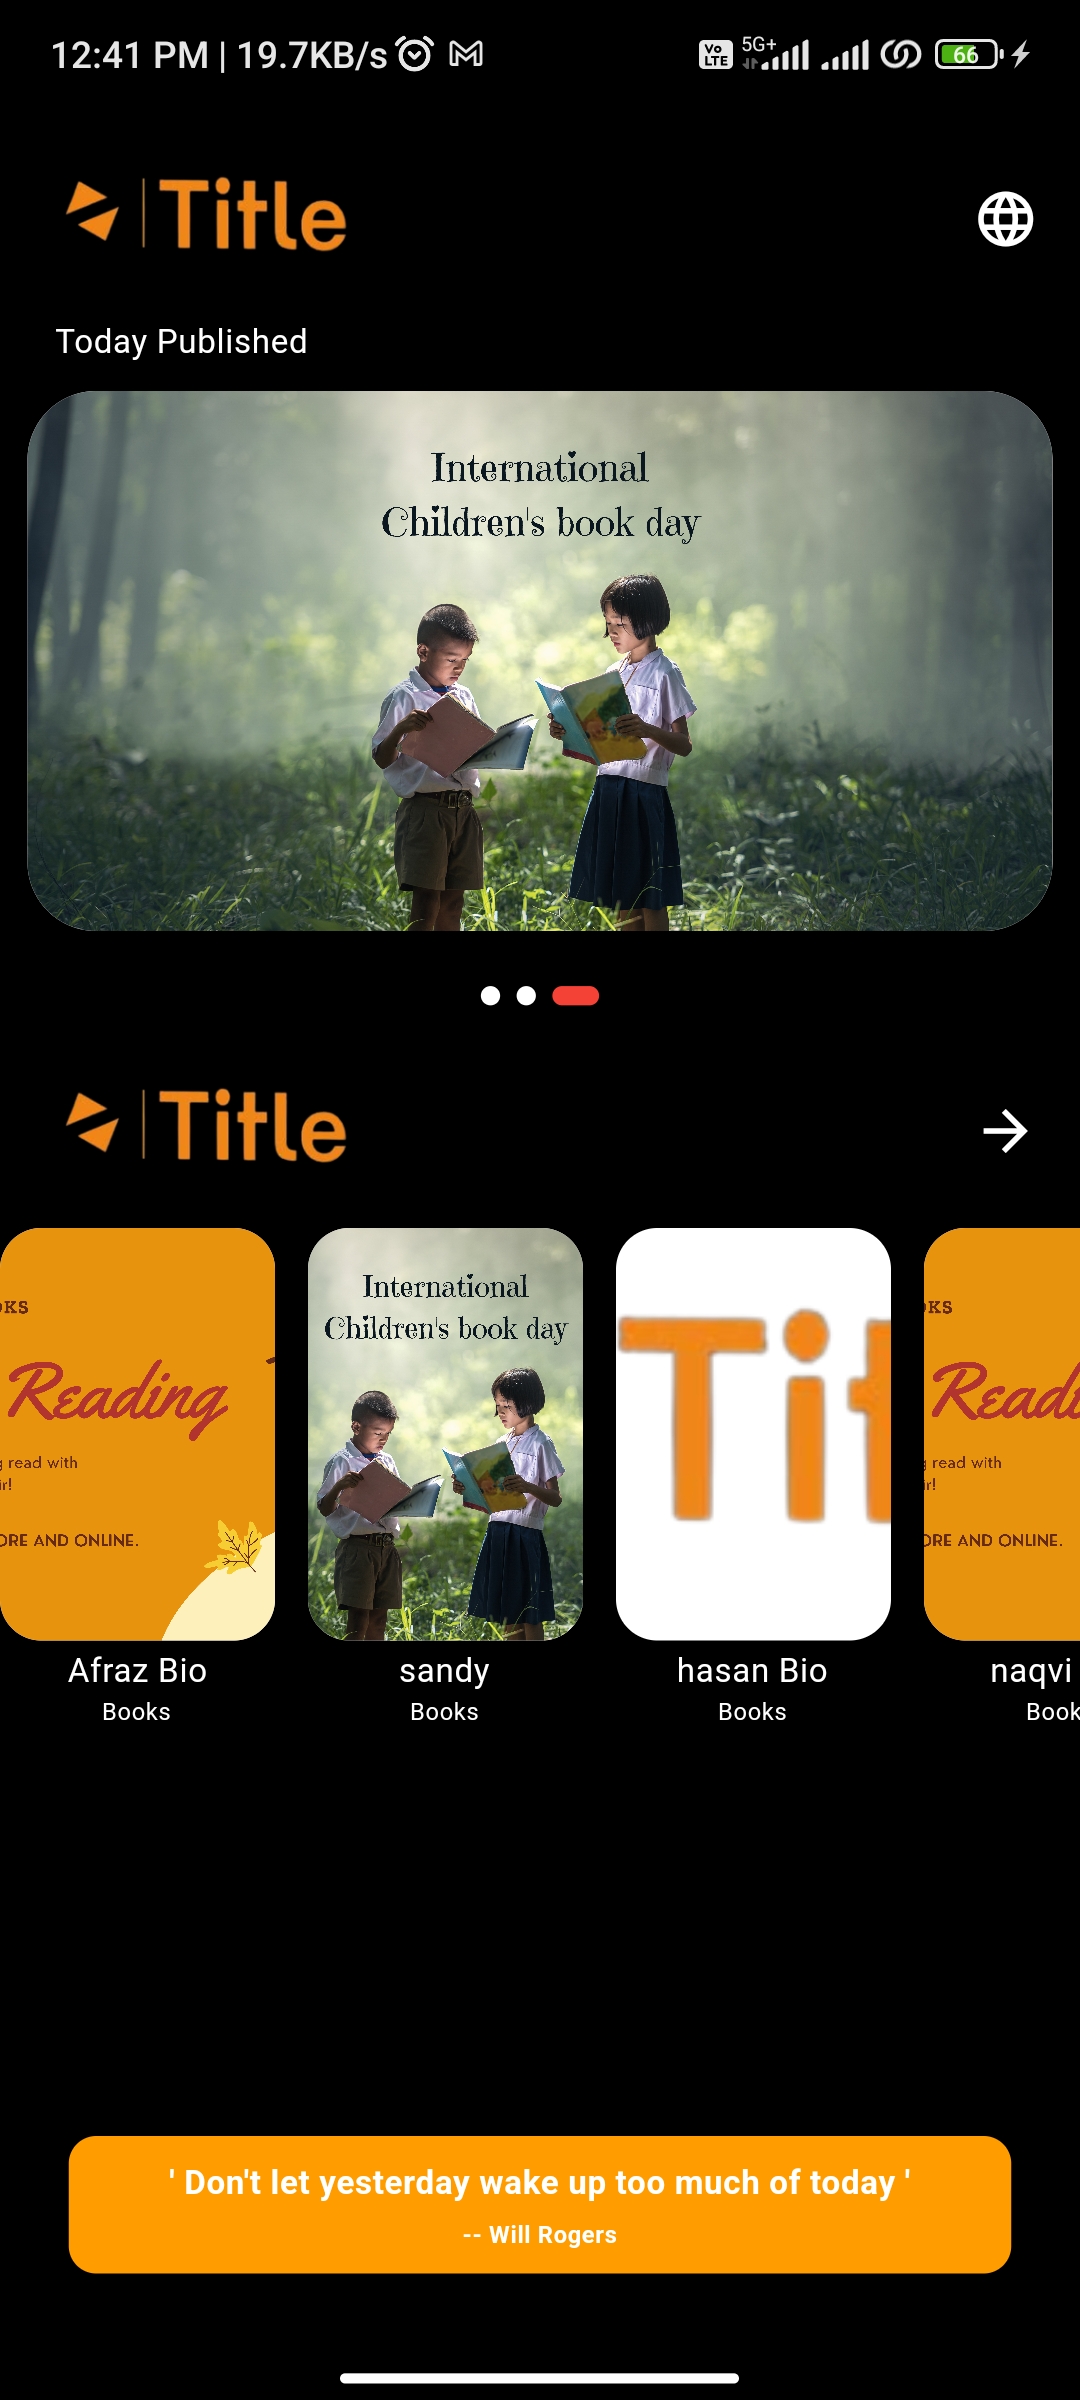 12:41 PM | 19.7KB/s
Vo LTE 5G+ 66
Title
Today Published
International
Children's book day
Title
OKS
Reading
g read with
ir!
ORE AND ONLINE.
International
Children's book day
Tit
OKS
Readi
g read with
ir!
ORE AND ONLINE.
Afraz Bio
Books
sandy
Books
hasan Bio
Books
naqvi
Book
' Don't let yesterday wake up too much of today '
-- Will Rogers